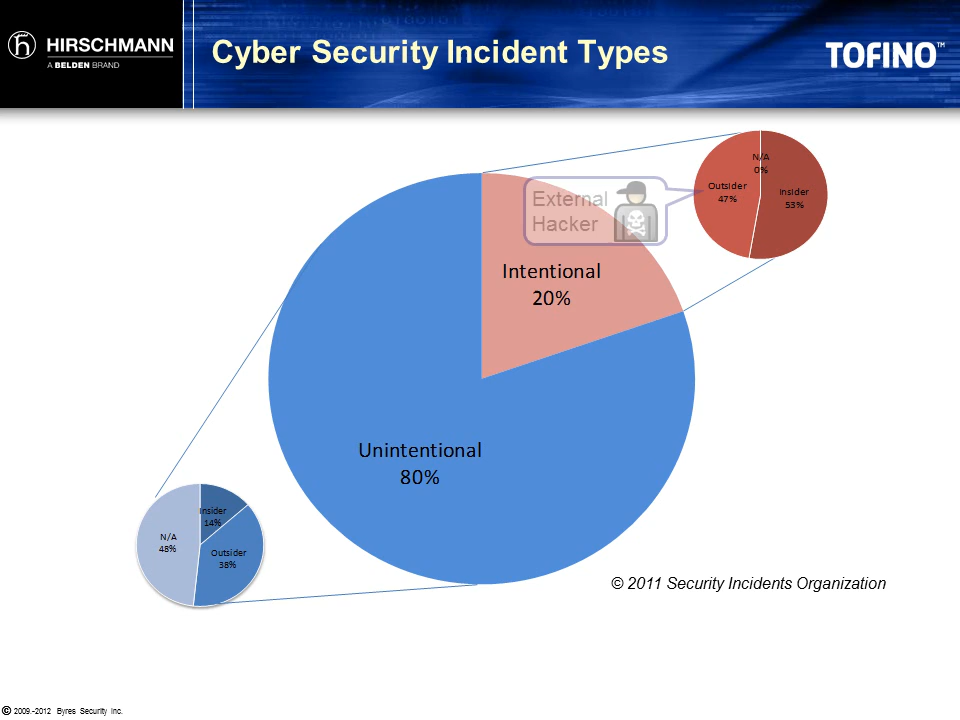 HIRSCHMANN
A BELDEN BRAND
Cyber Security Incident Types
TOFINO™
N/A
0%
Outsider
47%
Insider
53%
External
Hacker
Intentional
20%
Unintentional
80%
Insider
14%
N/A
48%
Outsider
38%
© 2011 Security Incidents Organization
© 2009.-2012 Byres Security Inc.